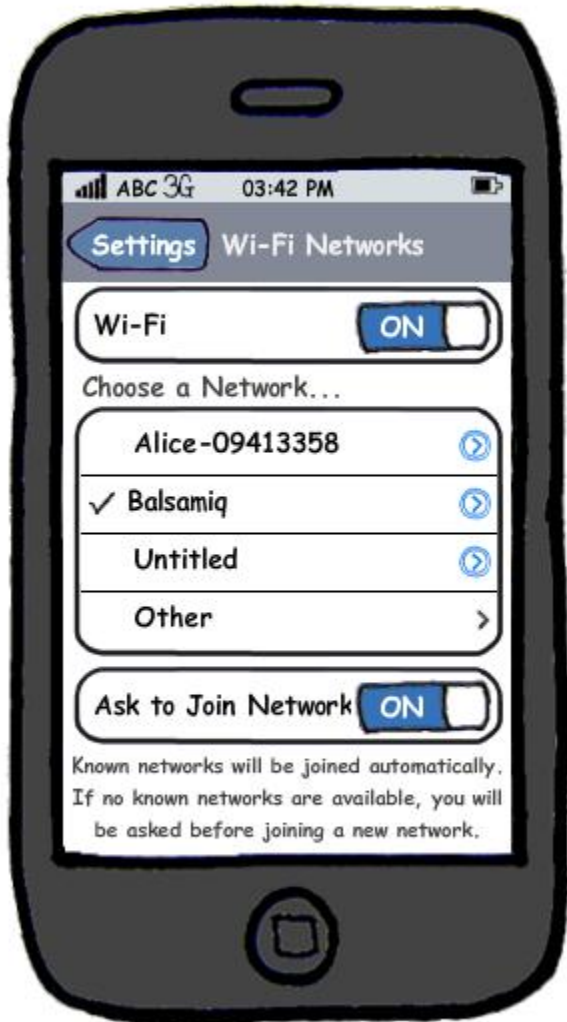 ABC 3G 03:42 PM
Settings Wi-Fi Networks
Wi-Fi ON
Choose a Network...
Alice-09413358
Balsamiq
Untitled
Other
Ask to Join Network ON
Known networks will be joined automatically.
If no known networks are available, you will
be asked before joining a new network.